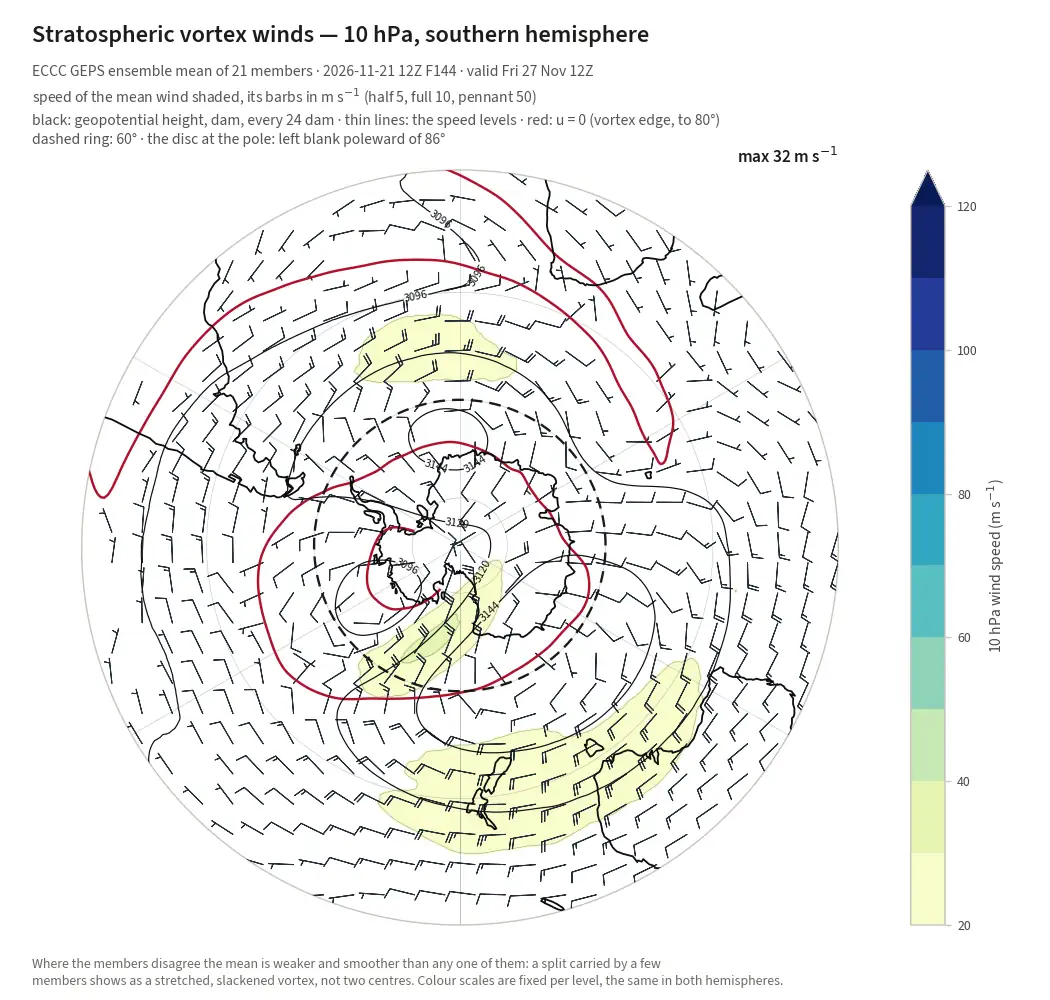 Stratospheric vortex winds — 10 hPa, southern hemisphere
ECCC GEPS ensemble mean of 21 members · 2026-11-21 12Z F144 · valid Fri 27 Nov 12Z
speed of the mean wind shaded, its barbs in m s⁻¹ (half 5, full 10, pennant 50)
black: geopotential height, dam, every 24 dam · thin lines: the speed levels · red: u = 0 (vortex edge, to 80°)
dashed ring: 60° · the disc at the pole: left blank poleward of 86°
max 32 m s⁻¹
120
100
80
60
40
20
10 hPa wind speed (m s⁻¹)
3096
3096
3096
3144
3144
3120
3096
3120
3144
Where the members disagree the mean is weaker and smoother than any one of them: a split carried by a few
members shows as a stretched, slackened vortex, not two centres. Colour scales are fixed per level, the same in both hemispheres.